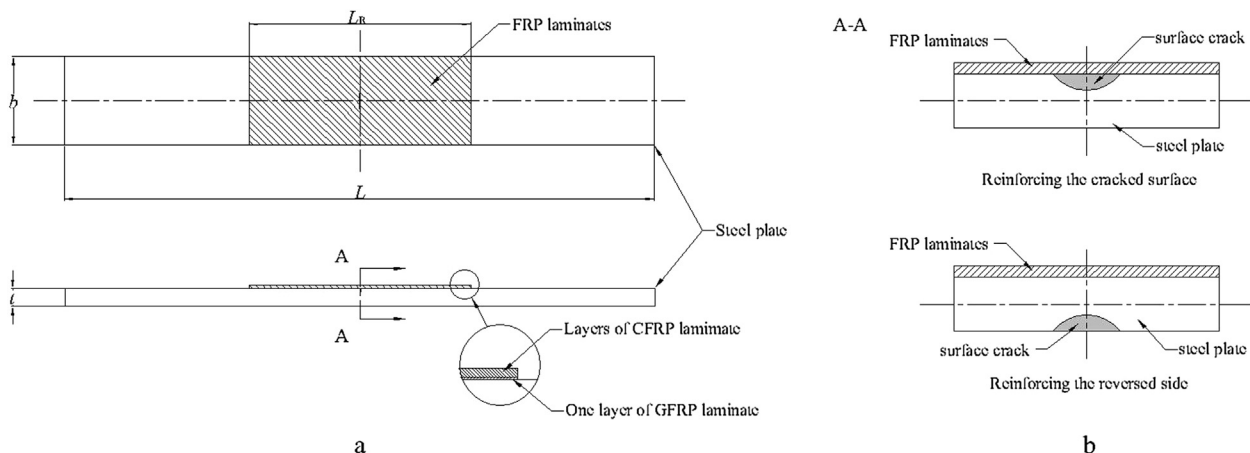 L_R
FRP laminates
b
L
Steel plate
A
t
A
Layers of CFRP lamimate
One layer of GFRP laminate
a
A-A
surface crack
FRP laminates
steel plate
Reinforcing the cracked surface
FRP laminates
surface crack
steel plate
Reinforcing the reversed side
b